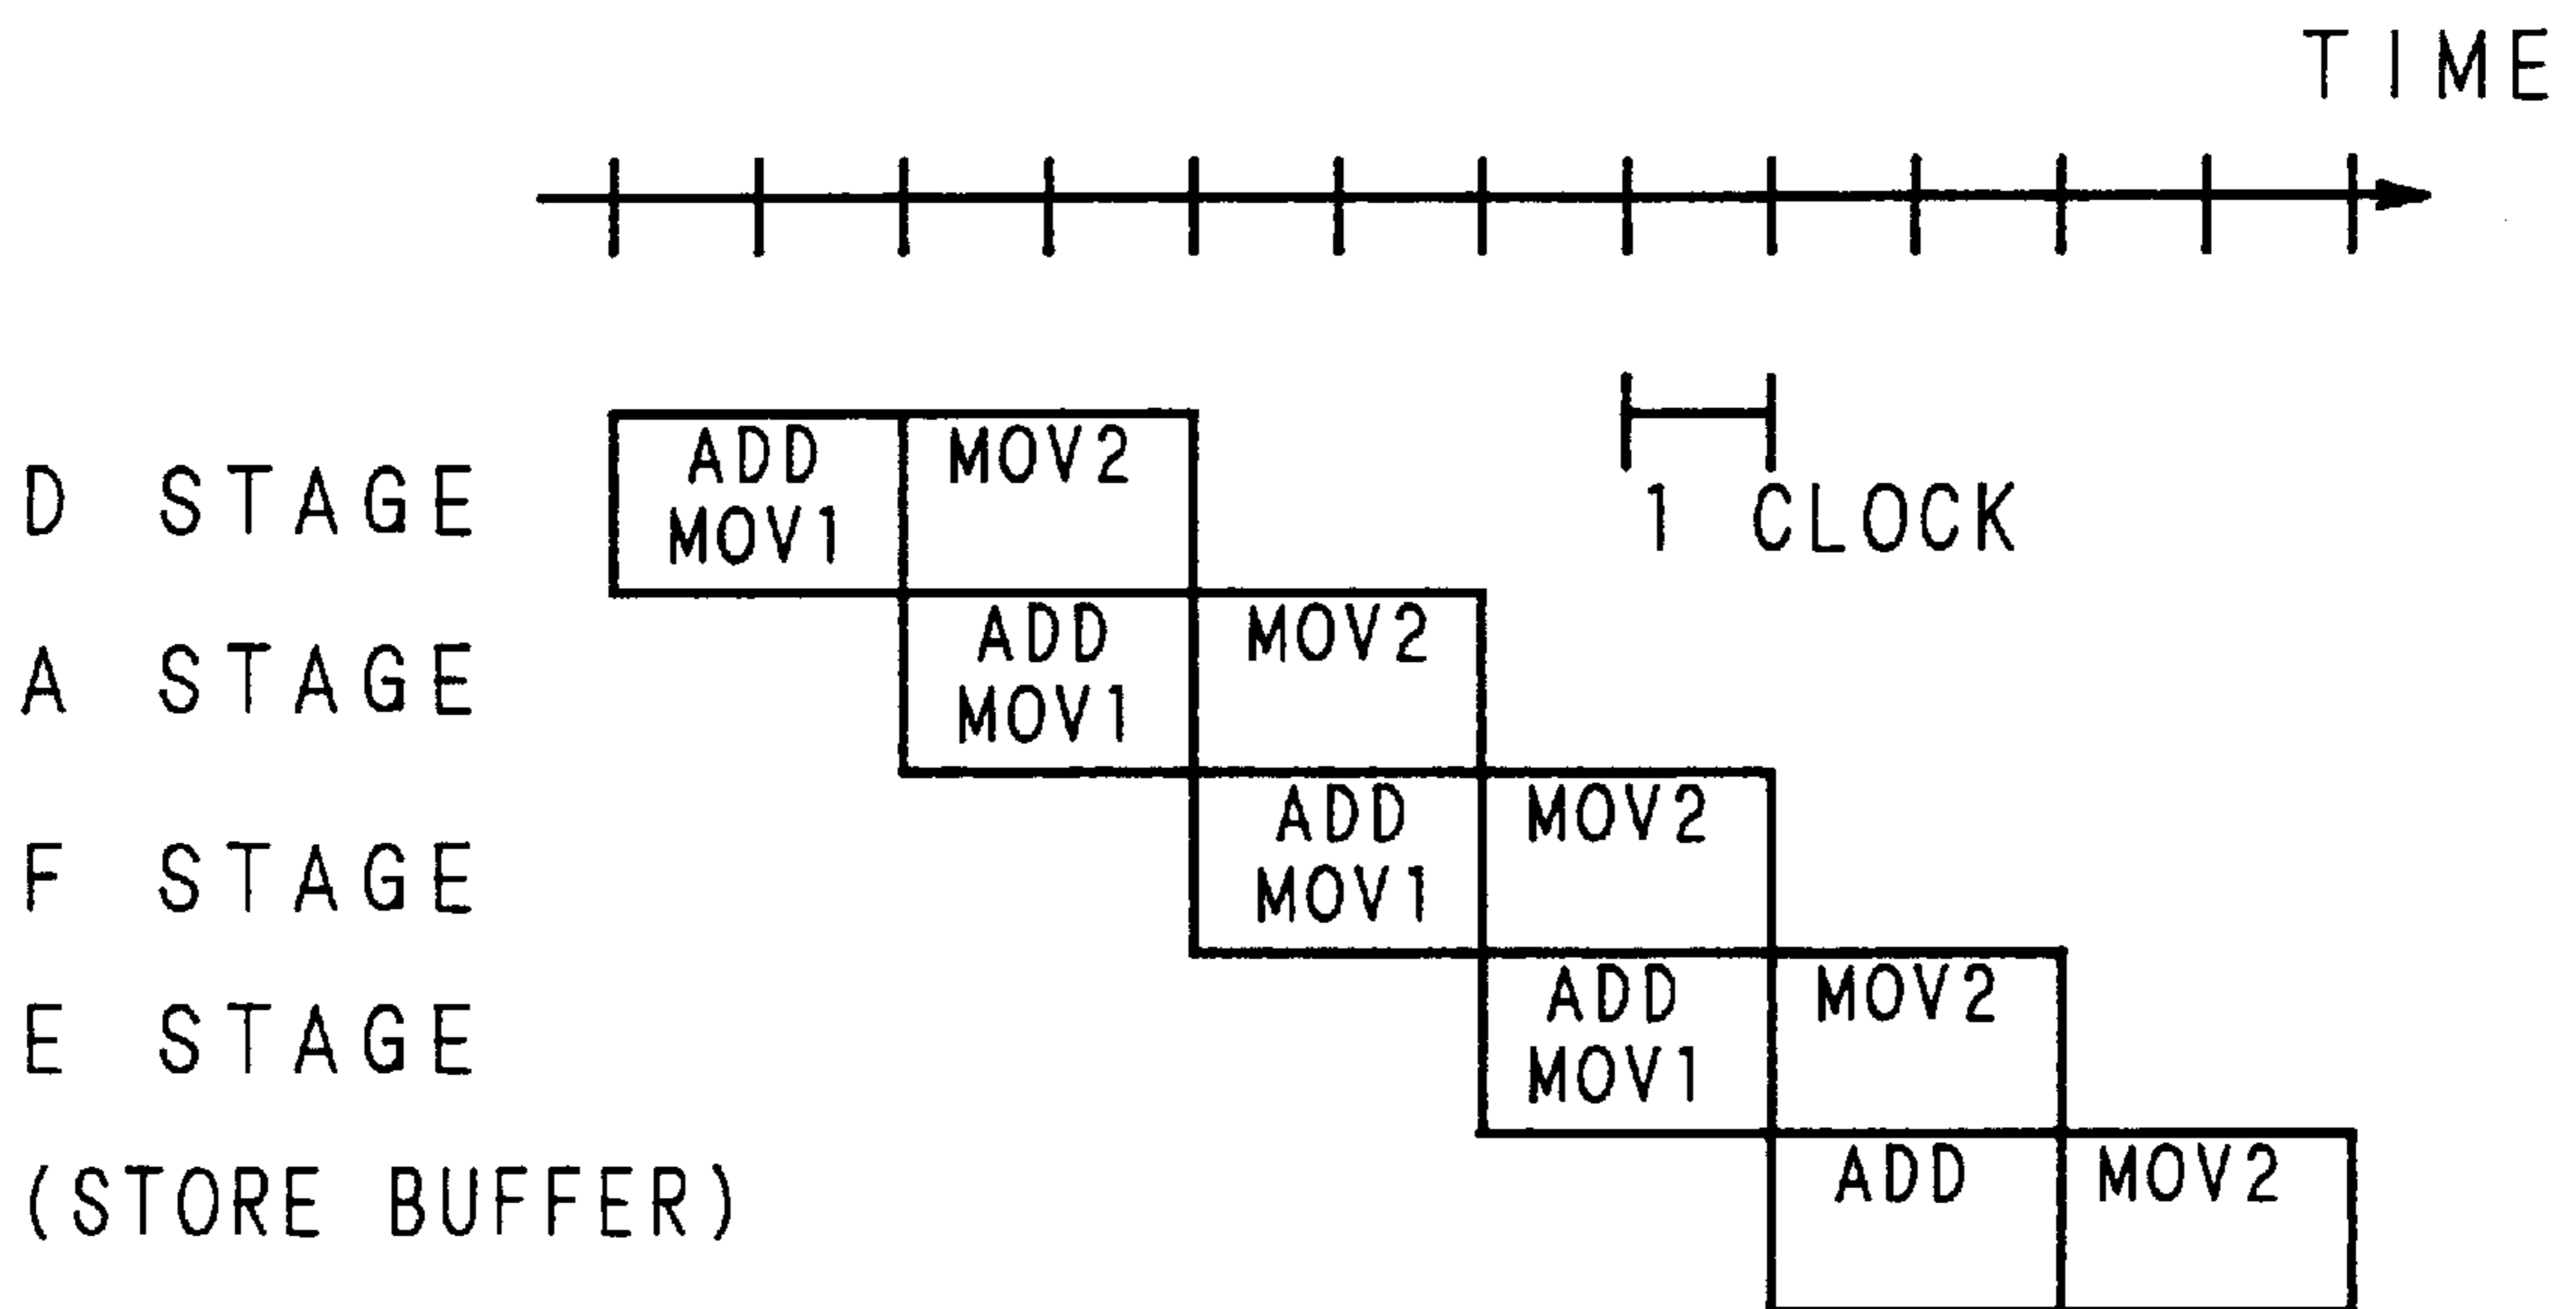 TIME
1 CLOCK
D STAGE
ADD
MOV1
MOV2
A STAGE
ADD
MOV1
MOV2
F STAGE
ADD
MOV1
MOV2
E STAGE
ADD
MOV1
MOV2
(STORE BUFFER)
ADD
MOV2